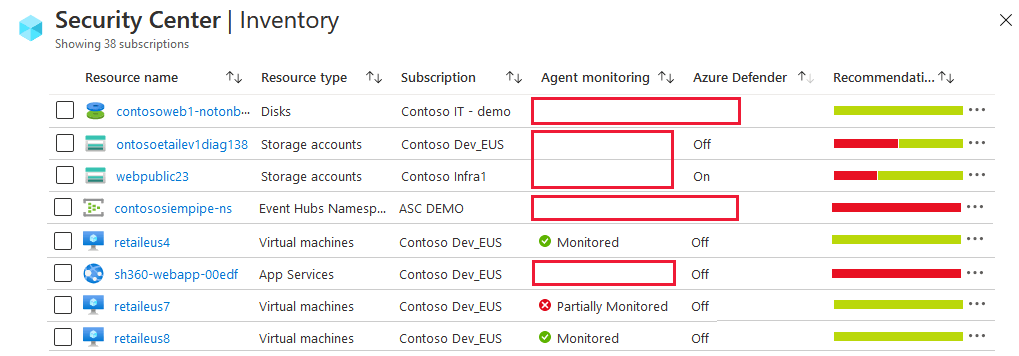 Security Center | Inventory
Showing 38 subscriptions
Resource name Resource type Subscription Agent monitoring Azure Defender Recommendati...
contosoweb1-notonb... Disks Contoso IT - demo
ontosoetailev1diag138 Storage accounts Contoso Dev_EUS Off
webpublic23 Storage accounts Contoso Infra1 On
contososiempipe-ns Event Hubs Namesp... ASC DEMO
retaileus4 Virtual machines Contoso Dev_EUS Monitored Off
sh360-webapp-00edf App Services Contoso Dev_EUS Off
retaileus7 Virtual machines Contoso Dev_EUS Partially Monitored Off
retaileus8 Virtual machines Contoso Dev_EUS Monitored Off